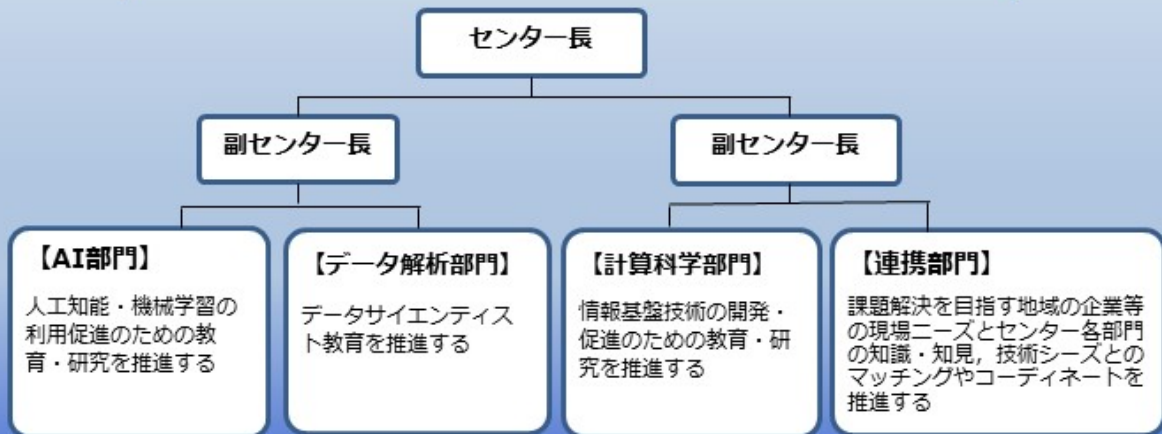 センター長
副センター長
副センター長
【AI部門】
人工知能・機械学習の
利用促進のための教
育・研究を推進する
【データ解析部門】
データサイエンティス
ト教育を推進する
【計算科学部門】
情報基盤技術の開発・
促進のための教育・研
究を推進する
【連携部門】
課題解決を目指す地域の企業等
の現場ニーズとセンター各部門
の知識・知見，技術シーズとの
マッチングやコーディネートを
推進する